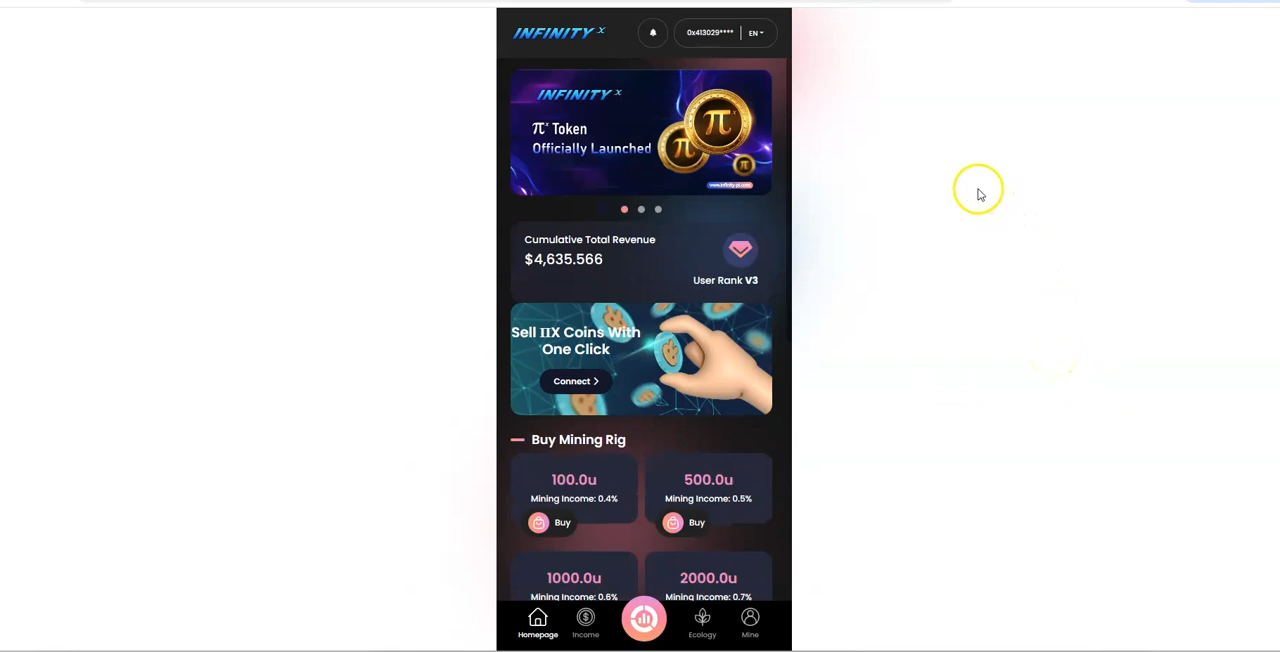 INFINITY X
0x413029**** EN
INFINITY X
π× Token
Officially Launched
www.infinity-pi.com
Cumulative Total Revenue
$4,635.566
User Rank V3
Sell ΠX Coins With
One Click
Connect
Buy Mining Rig
100.0u 500.0u
Mining Income: 0.4% Mining Income: 0.5%
Buy Buy
1000.0u 2000.0u
Mining Income: 0.6% Mining Income: 0.7%
Homepage Income Ecology Mine